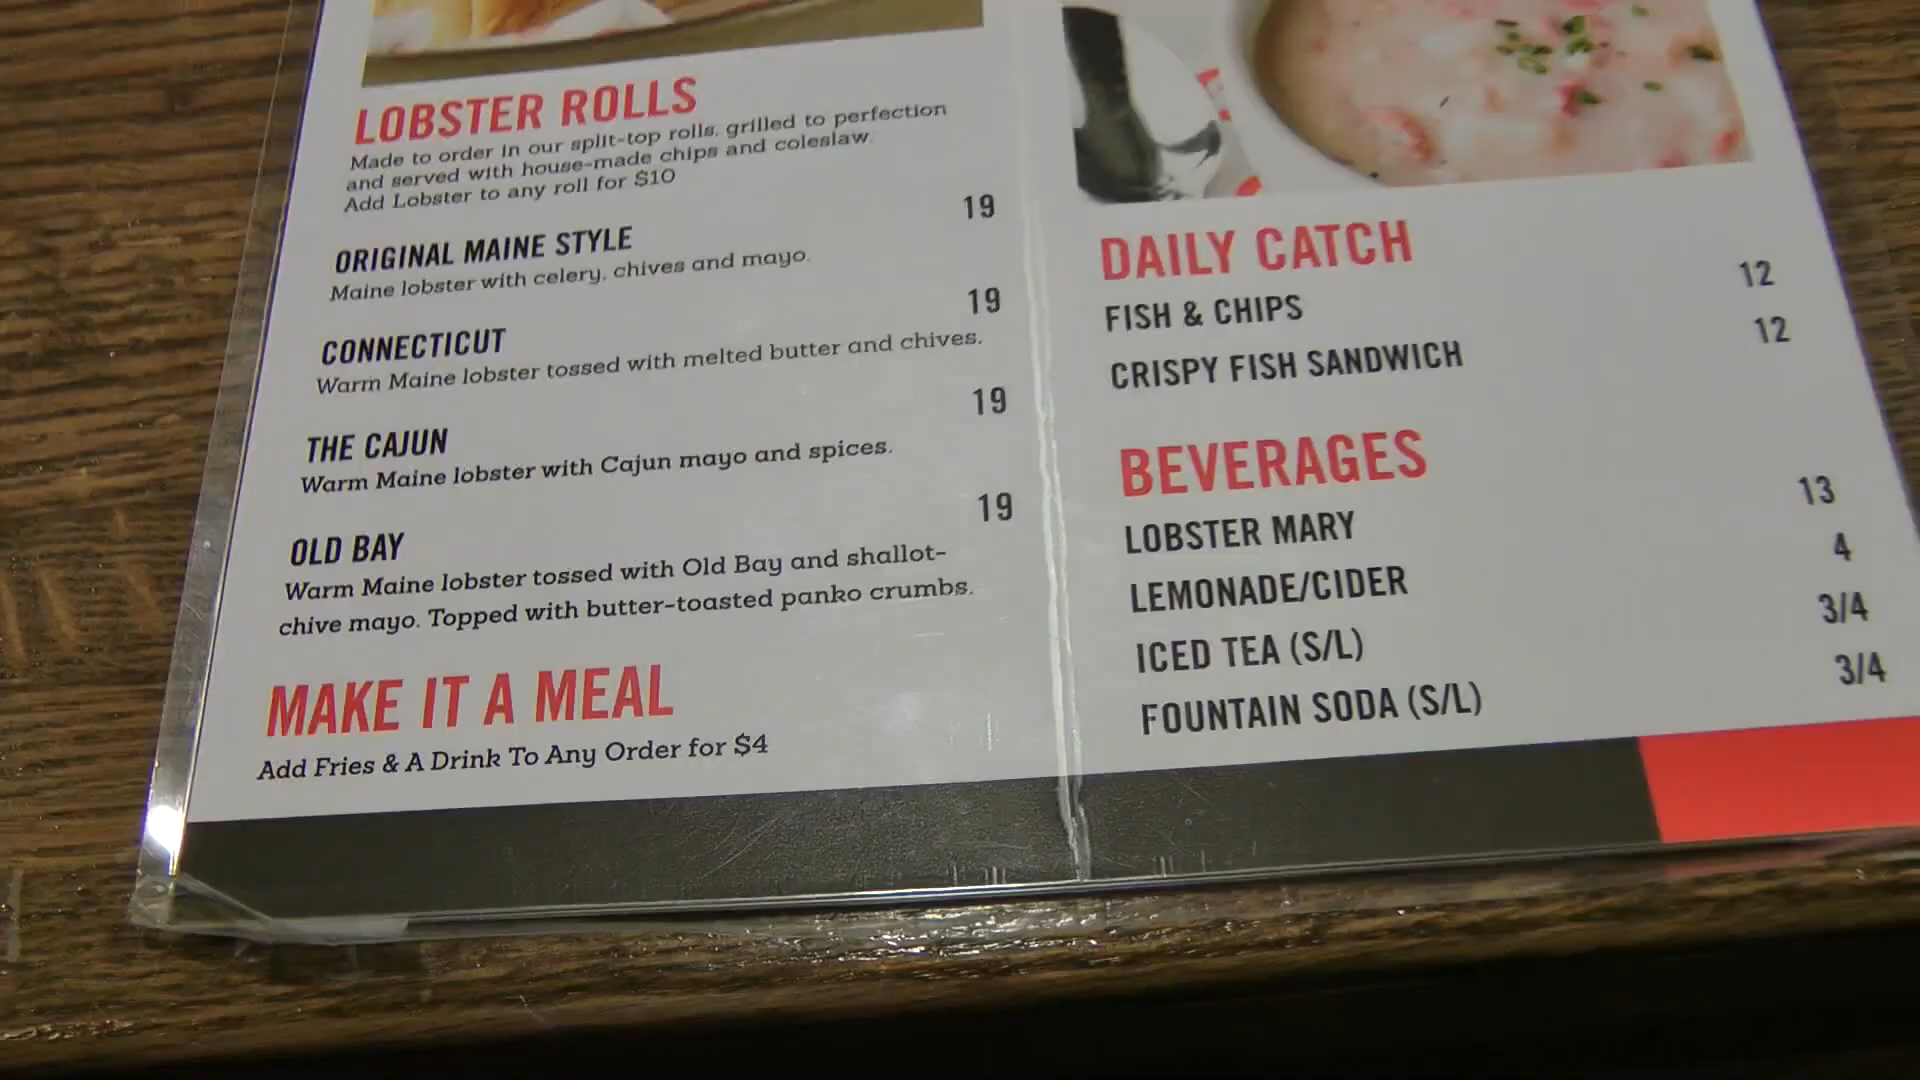 LOBSTER ROLLS
Made to order in our split-top rolls, grilled to perfection
and served with house-made chips and coleslaw.
Add Lobster to any roll for $10
ORIGINAL MAINE STYLE 19
Maine lobster with celery, chives and mayo.
CONNECTICUT 19
Warm Maine lobster tossed with melted butter and chives.
THE CAJUN 19
Warm Maine lobster with Cajun mayo and spices.
OLD BAY 19
Warm Maine lobster tossed with Old Bay and shallot-
chive mayo. Topped with butter-toasted panko crumbs.
MAKE IT A MEAL
Add Fries & A Drink To Any Order for $4
DAILY CATCH
FISH & CHIPS 12
CRISPY FISH SANDWICH 12
BEVERAGES
LOBSTER MARY 13
LEMONADE/CIDER 4
ICED TEA (S/L) 3/4
FOUNTAIN SODA (S/L) 3/4